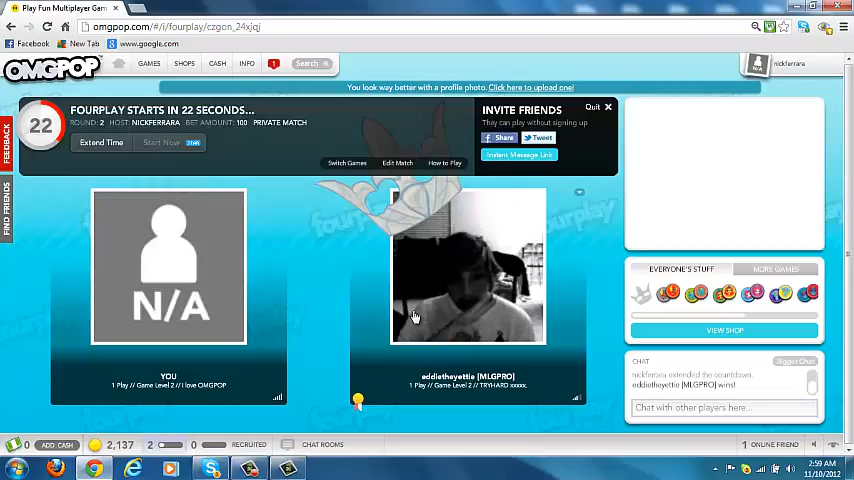 Play Fun Multiplayer Gam
omgpop.com/#/i/fourplay/czgon_24xjqj
Facebook New Tab www.google.com
OMGPOP
GAMES SHOPS CASH INFO 1 Search
N/A nickferrara
You look way better with a profile photo. Click here to upload one!
22
FOURPLAY STARTS IN 22 SECONDS...
ROUND: 2 HOST: NICKFERRARA BET AMOUNT: 100 PRIVATE MATCH
Extend Time Start Now STAR
Switch Games Edit Match How to Play
INVITE FRIENDS Quit
They can play without signing up.
Share Tweet
Instant Message Link
FEEDBACK
FIND FRIENDS
fourplay
fourplay
N/A
YOU
1 Play // Game Level 2 // I love OMGPOP
eddietheyettie [MLGPRO]
1 Play // Game Level 2 // TRYHARD xxxxx.
EVERYONE'S STUFF MORE GAMES
VIEW SHOP
CHAT Bigger Chat
nickferrara extended the countdown.
eddietheyettie [MLGPRO] wins!
Chat with other players here...
0 ADD CASH 2,137 2 0 RECRUITED CHAT ROOMS 1 ONLINE FRIEND
2:59 AM
11/10/2012